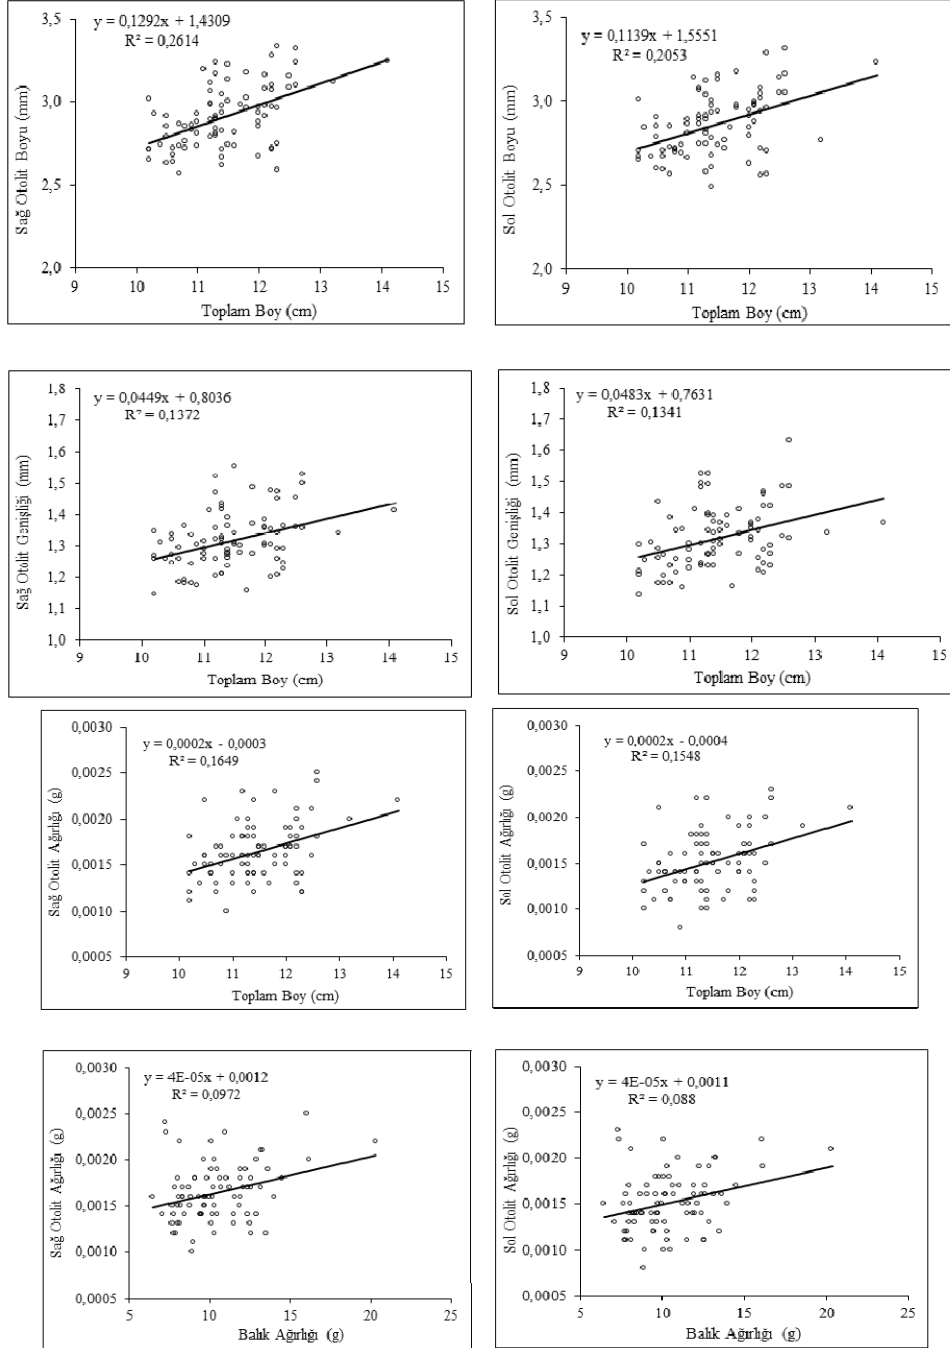 y = 0,1292x + 1,4309
R² = 0,2614
3,5
3,0
2,5
2,0
Sağ Otolit Boyu (mm)
9 10 11 12 13 14 15
Toplam Boy (cm)
y = 0,1139x + 1,5551
R² = 0,2053
3,5
3,0
2,5
2,0
Sol Otolit Boyu (mm)
9 10 11 12 13 14 15
Toplam Boy (cm)
y = 0,0449x + 0,8036
R² = 0,1372
1,8
1,7
1,6
1,5
1,4
1,3
1,2
1,1
1,0
Sağ Otolit Genişliği (mm)
9 10 11 12 13 14 15
Toplam Boy (cm)
y = 0,0483x + 0,7631
R² = 0,1341
1,8
1,7
1,6
1,5
1,4
1,3
1,2
1,1
1,0
Sol Otolit Genişliği (mm)
9 10 11 12 13 14 15
Toplam Boy (cm)
y = 0,0002x - 0,0003
R² = 0,1649
0,0030
0,0025
0,0020
0,0015
0,0010
0,0005
Sağ Otolit Ağırlığı (g)
9 10 11 12 13 14 15
Toplam Boy (cm)
y = 0,0002x - 0,0004
R² = 0,1548
0,0030
0,0025
0,0020
0,0015
0,0010
0,0005
Sol Otolit Ağırlığı (g)
9 10 11 12 13 14 15
Toplam Boy (cm)
y = 4E-05x + 0,0012
R² = 0,0972
0,0030
0,0025
0,0020
0,0015
0,0010
0,0005
Sağ Otolit Ağırlığı (g)
5 10 15 20 25
Balık Ağırlığı (g)
y = 4E-05x + 0,0011
R² = 0,088
0,0030
0,0025
0,0020
0,0015
0,0010
0,0005
Sol Otolit Ağırlığı (g)
5 10 15 20 25
Balık Ağırlığı (g)